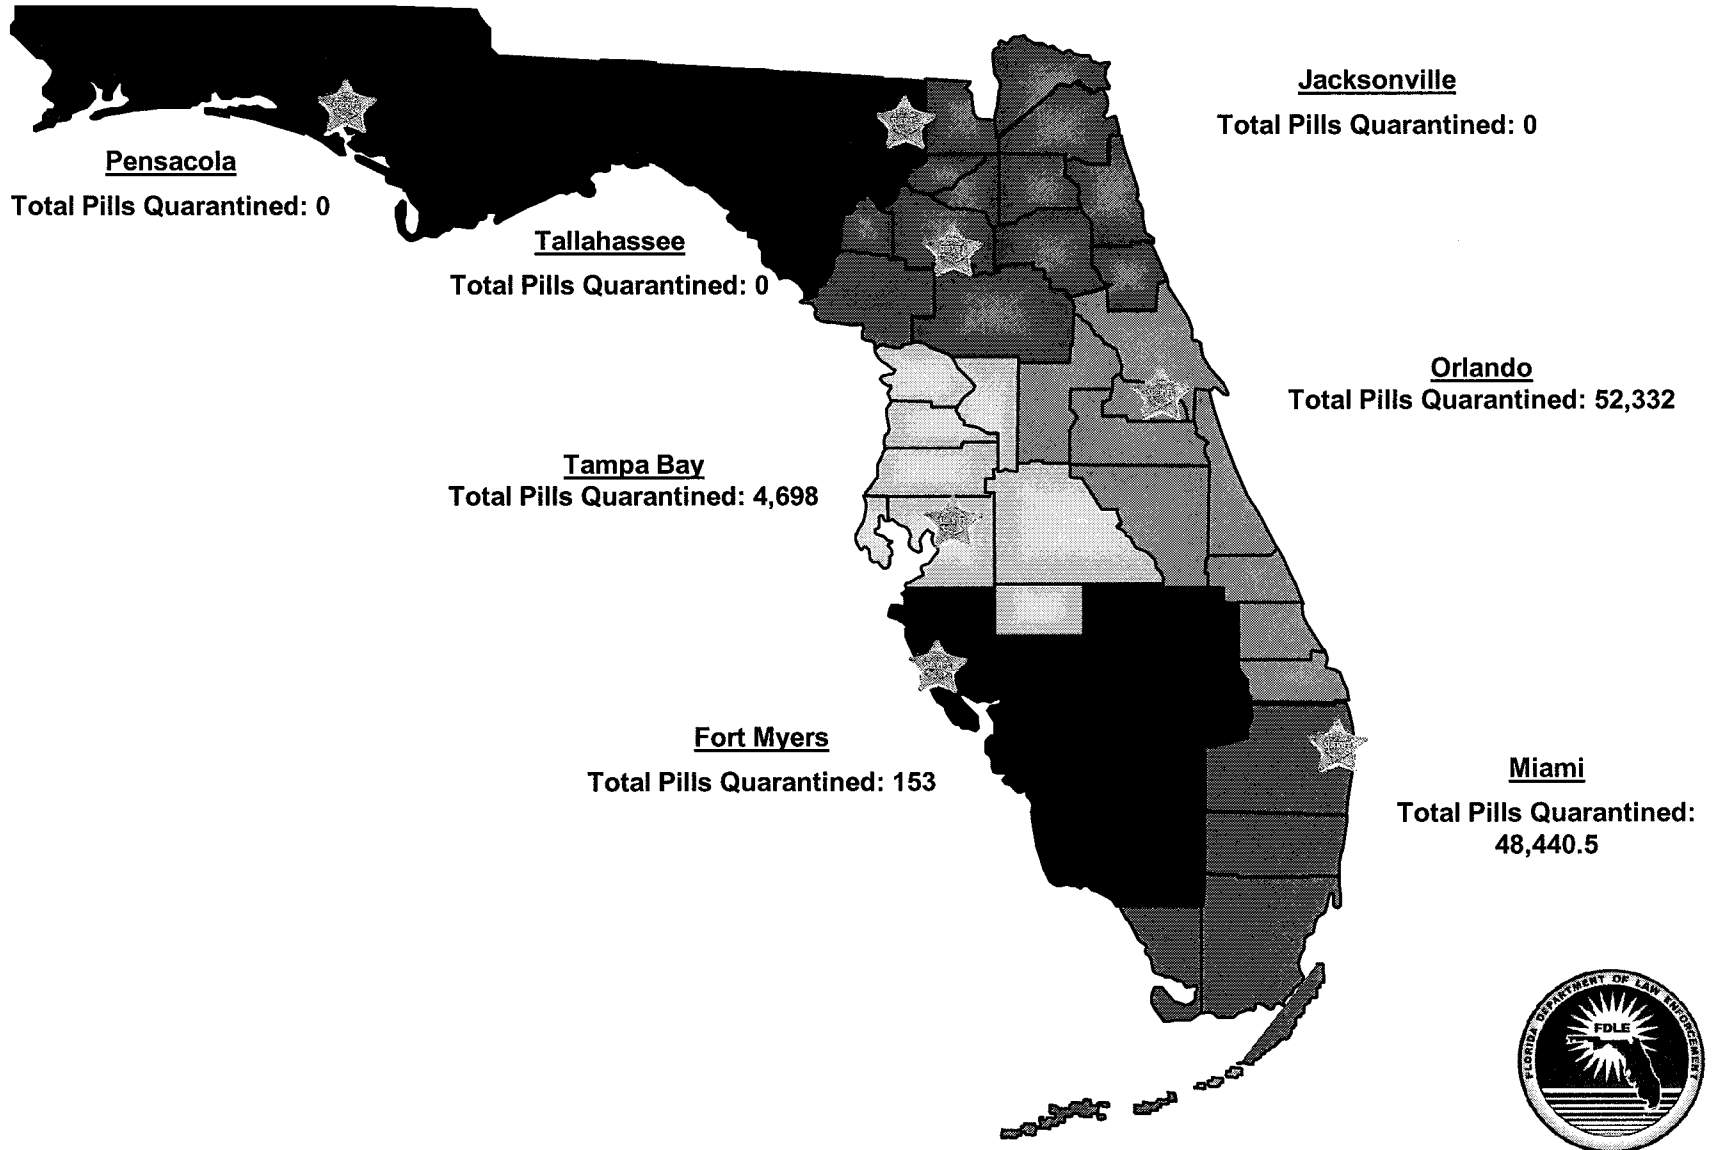 Jacksonville
Total Pills Quarantined: 0
Pensacola
Total Pills Quarantined: 0
Tallahassee
Total Pills Quarantined: 0
Orlando
Total Pills Quarantined: 52,332
Tampa Bay
Total Pills Quarantined: 4,698
Fort Myers
Total Pills Quarantined: 153
Miami
Total Pills Quarantined:
48,440.5
FLORIDA DEPARTMENT OF LAW ENFORCEMENT
FDLE